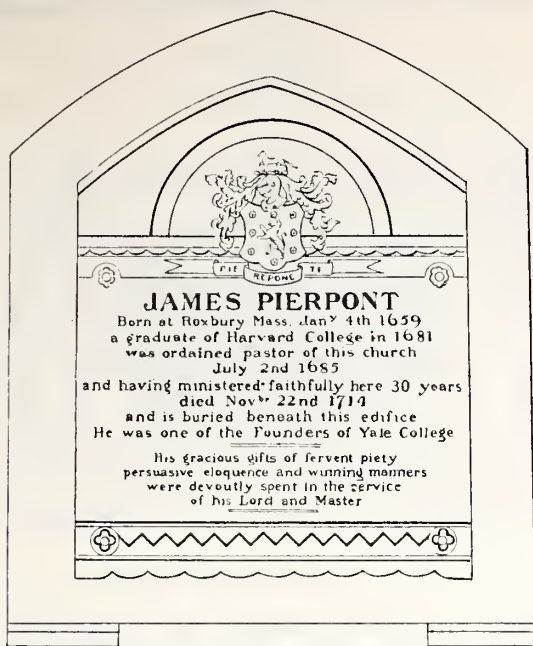 PIE REPONE TE
JAMES PIERPONT
Born at Roxbury Mass. Janʸ 4th 1659
a graduate of Harvard College in 1681
was ordained pastor of this church
July 2nd 1685
and having ministered faithfully here 30 years
died Novᵇʳ 22nd 1714
and is buried beneath this edifice
He was one of the Founders of Yale College
His gracious gifts of fervent piety
persuasive eloquence and winning manners
were devoutly spent in the service
of his Lord and Master